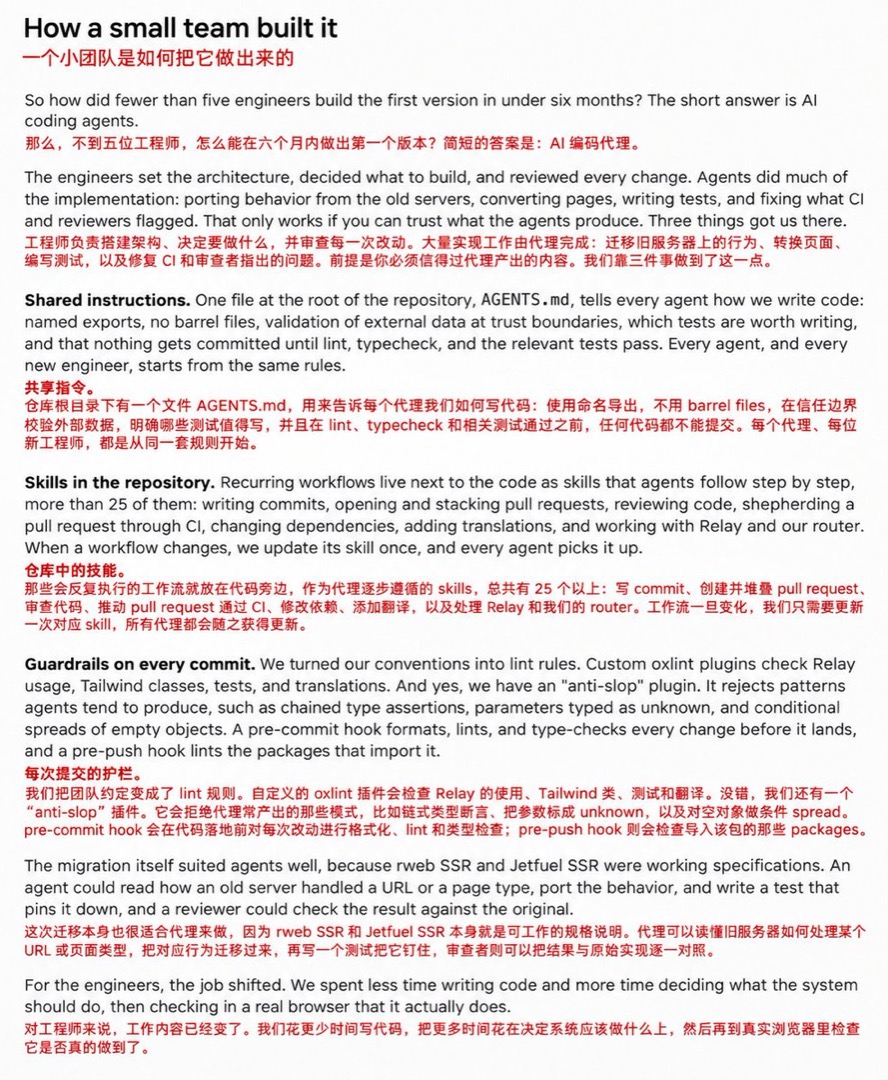 How a small team built it
一个小团队是如何把它做出来的
So how did fewer than five engineers build the first version in under six months? The short answer is AI
coding agents.
那么，不到五位工程师，怎么能在六个月内做出第一个版本？简短的答案是：AI 编码代理。
The engineers set the architecture, decided what to build, and reviewed every change. Agents did much of
the implementation: porting behavior from the old servers, converting pages, writing tests, and fixing what CI
and reviewers flagged. That only works if you can trust what the agents produce. Three things got us there.
工程师负责搭建架构、决定要做什么，并审查每一次改动。大量实现工作由代理完成：迁移旧服务器上的行为、转换页面、
编写测试，以及修复 CI 和审查者指出的问题。前提是你必须信得过代理产出的内容。我们靠三件事做到了这一点。
Shared instructions. One file at the root of the repository, AGENTS.md, tells every agent how we write code:
named exports, no barrel files, validation of external data at trust boundaries, which tests are worth writing,
and that nothing gets committed until lint, typecheck, and the relevant tests pass. Every agent, and every
new engineer, starts from the same rules.
共享指令。
仓库根目录下有一个文件 AGENTS.md，用来告诉每个代理我们如何写代码：使用命名导出，不用 barrel files，在信任边界
校验外部数据，明确哪些测试值得写，并且在 lint、typecheck 和相关测试通过之前，任何代码都不能提交。每个代理、每位
新工程师，都是从同一套规则开始。
Skills in the repository. Recurring workflows live next to the code as skills that agents follow step by step,
more than 25 of them: writing commits, opening and stacking pull requests, reviewing code, shepherding a
pull request through CI, changing dependencies, adding translations, and working with Relay and our router.
When a workflow changes, we update its skill once, and every agent picks it up.
仓库中的技能。
那些会反复执行的工作流就放在代码旁边，作为代理逐步遵循的 skills，总共有 25 个以上：写 commit、创建并堆叠 pull request、
审查代码、推动 pull request 通过 CI、修改依赖、添加翻译，以及处理 Relay 和我们的 router。工作流一旦变化，我们只需要更新
一次对应 skill，所有代理都会随之获得更新。
Guardrails on every commit. We turned our conventions into lint rules. Custom oxlint plugins check Relay
usage, Tailwind classes, tests, and translations. And yes, we have an "anti-slop" plugin. It rejects patterns
agents tend to produce, such as chained type assertions, parameters typed as unknown, and conditional
spreads of empty objects. A pre-commit hook formats, lints, and type-checks every change before it lands,
and a pre-push hook lints the packages that import it.
每次提交的护栏。
我们把团队约定变成了 lint 规则。自定义的 oxlint 插件会检查 Relay 的使用、Tailwind 类、测试和翻译。没错，我们还有一个
“anti-slop” 插件。它会拒绝代理常产出的那些模式，比如链式类型断言、把参数标成 unknown，以及对空对象做条件 spread。
pre-commit hook 会在代码落地前对每次改动进行格式化、lint 和类型检查；pre-push hook 则会检查导入该包的那些 packages。
The migration itself suited agents well, because rweb SSR and Jetfuel SSR were working specifications. An
agent could read how an old server handled a URL or a page type, port the behavior, and write a test that
pins it down, and a reviewer could check the result against the original.
这次迁移本身也很适合代理来做，因为 rweb SSR 和 Jetfuel SSR 本身就是可工作的规格说明。代理可以读懂旧服务器如何处理某个
URL 或页面类型，把对应行为迁移过来，再写一个测试把它钉住，审查者则可以把结果与原始实现逐一对照。
For the engineers, the job shifted. We spent less time writing code and more time deciding what the system
should do, then checking in a real browser that it actually does.
对工程师来说，工作内容已经变了。我们花更少时间写代码，把更多时间花在决定系统应该做什么上，然后再到真实浏览器里检查
它是否真的做到了。